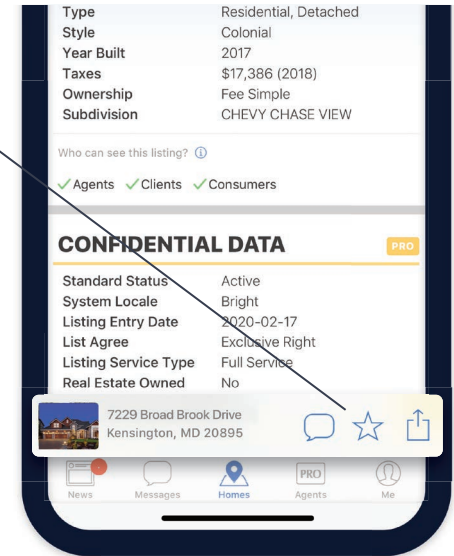 Type Residential, Detached
Style Colonial
Year Built 2017
Taxes $17,386 (2018)
Ownership Fee Simple
Subdivision CHEVY CHASE VIEW
Who can see this listing? ⓘ
✓ Agents ✓ Clients ✓ Consumers
CONFIDENTIAL DATA PRO
Standard Status Active
System Locale Bright
Listing Entry Date 2020-02-17
List Agree Exclusive Right
Listing Service Type Full Service
Real Estate Owned No
7229 Broad Brook Drive
Kensington, MD 20895
PRO
News Messages Homes Agents Me